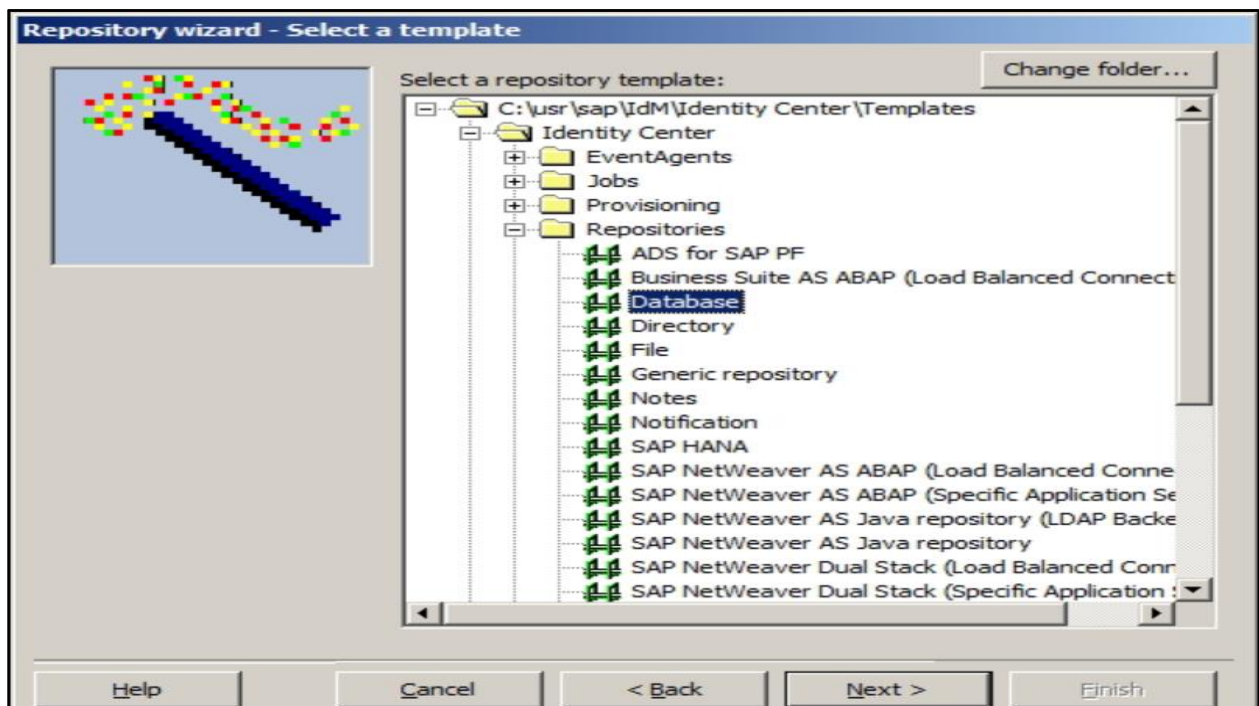 Repository wizard - Select a template
Select a repository template:
Change folder...
C:\usr\sap\IdM\Identity Center\Templates
Identity Center
EventAgents
Jobs
Provisioning
Repositories
ADS for SAP PF
Business Suite AS ABAP (Load Balanced Connect
Database
Directory
File
Generic repository
Notes
Notification
SAP HANA
SAP NetWeaver AS ABAP (Load Balanced Conne
SAP NetWeaver AS ABAP (Specific Application Se
SAP NetWeaver AS Java repository (LDAP Backe
SAP NetWeaver AS Java repository
SAP NetWeaver Dual Stack (Load Balanced Conn
SAP NetWeaver Dual Stack (Specific Application
Help
Cancel
< Back
Next >
Finish